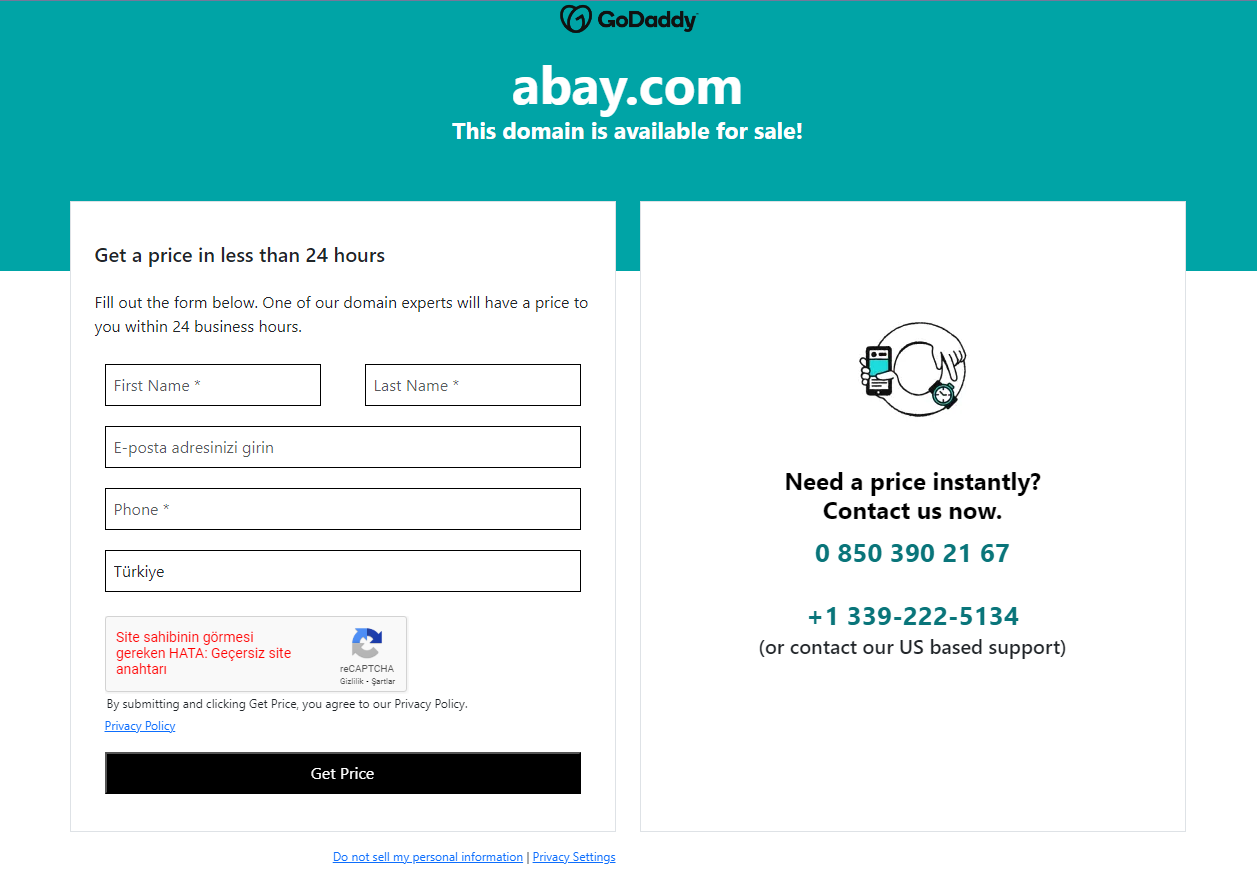 GoDaddy
abay.com
This domain is available for sale!
Get a price in less than 24 hours
Fill out the form below. One of our domain experts will have a price to
you within 24 business hours.
First Name *
Last Name *
E-posta adresinizi girin
Phone *
Türkiye
Site sahibinin görmesi
gereken HATA: Geçersiz site
anahtarı
reCAPTCHA
Gizlilik - Şartlar
By submitting and clicking Get Price, you agree to our Privacy Policy.
Privacy Policy
Get Price
Need a price instantly?
Contact us now.
0 850 390 21 67
+1 339-222-5134
(or contact our US based support)
Do not sell my personal information | Privacy Settings